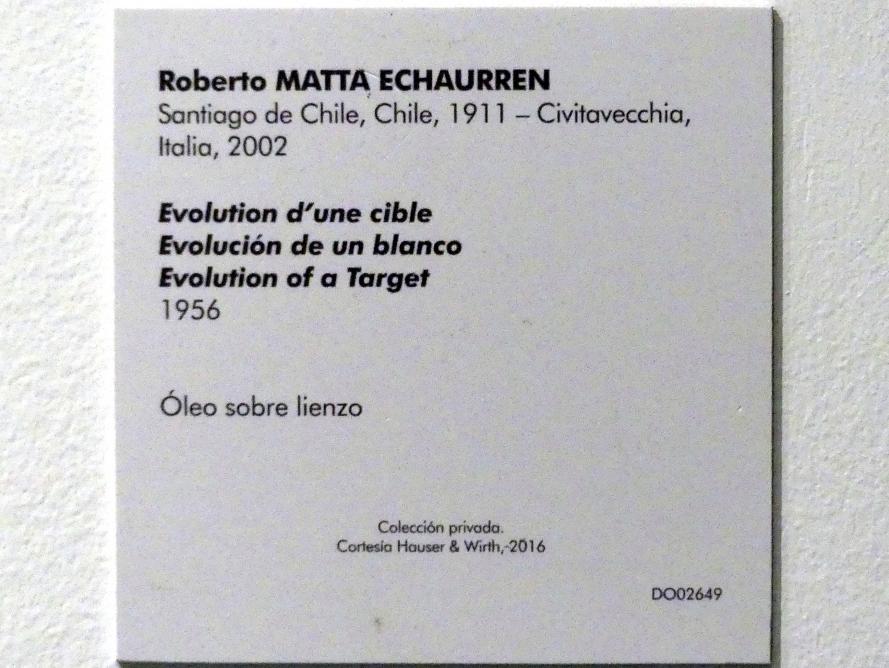 Roberto MATTA ECHAURREN
Santiago de Chile, Chile, 1911 – Civitavecchia,
Italia, 2002
Evolution d'une cible
Evolución de un blanco
Evolution of a Target
1956
Óleo sobre lienzo
Colección privada.
Cortesía Hauser & Wirth, 2016
DO02649